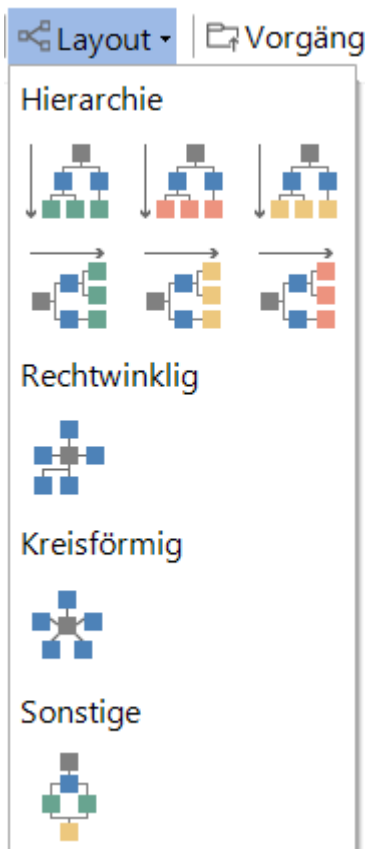 Layout Vorgäng
Hierarchie
Rechtwinklig
Kreisförmig
Sonstige